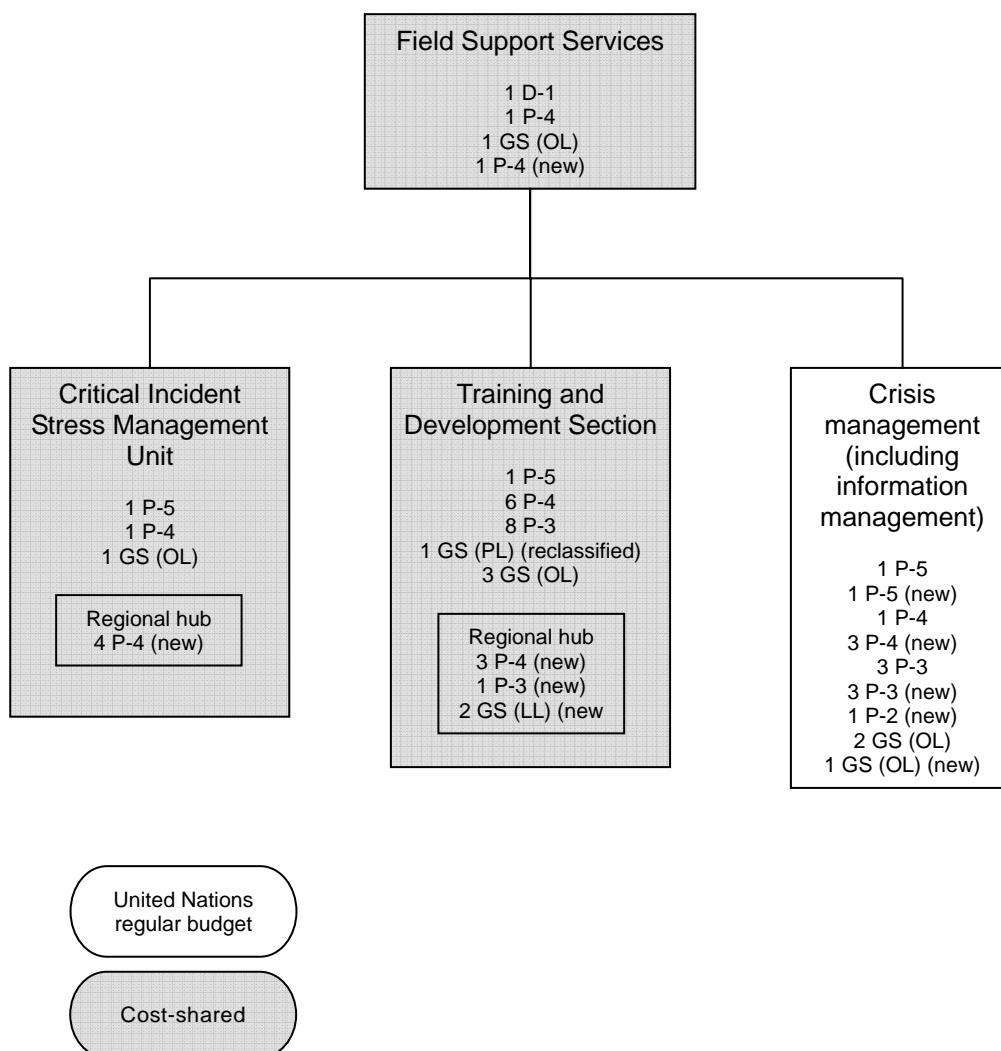 Field Support Services
1 D-1
1 P-4
1 GS (OL)
1 P-4 (new)
Critical Incident
Stress Management
Unit
1 P-5
1 P-4
1 GS (OL)
Regional hub
4 P-4 (new)
Training and
Development Section
1 P-5
6 P-4
8 P-3
1 GS (PL) (reclassified)
3 GS (OL)
Regional hub
3 P-4 (new)
1 P-3 (new)
2 GS (LL) (new
Crisis
management
(including
information
management)
1 P-5
1 P-5 (new)
1 P-4
3 P-4 (new)
3 P-3
3 P-3 (new)
1 P-2 (new)
2 GS (OL)
1 GS (OL) (new)
United Nations
regular budget
Cost-shared